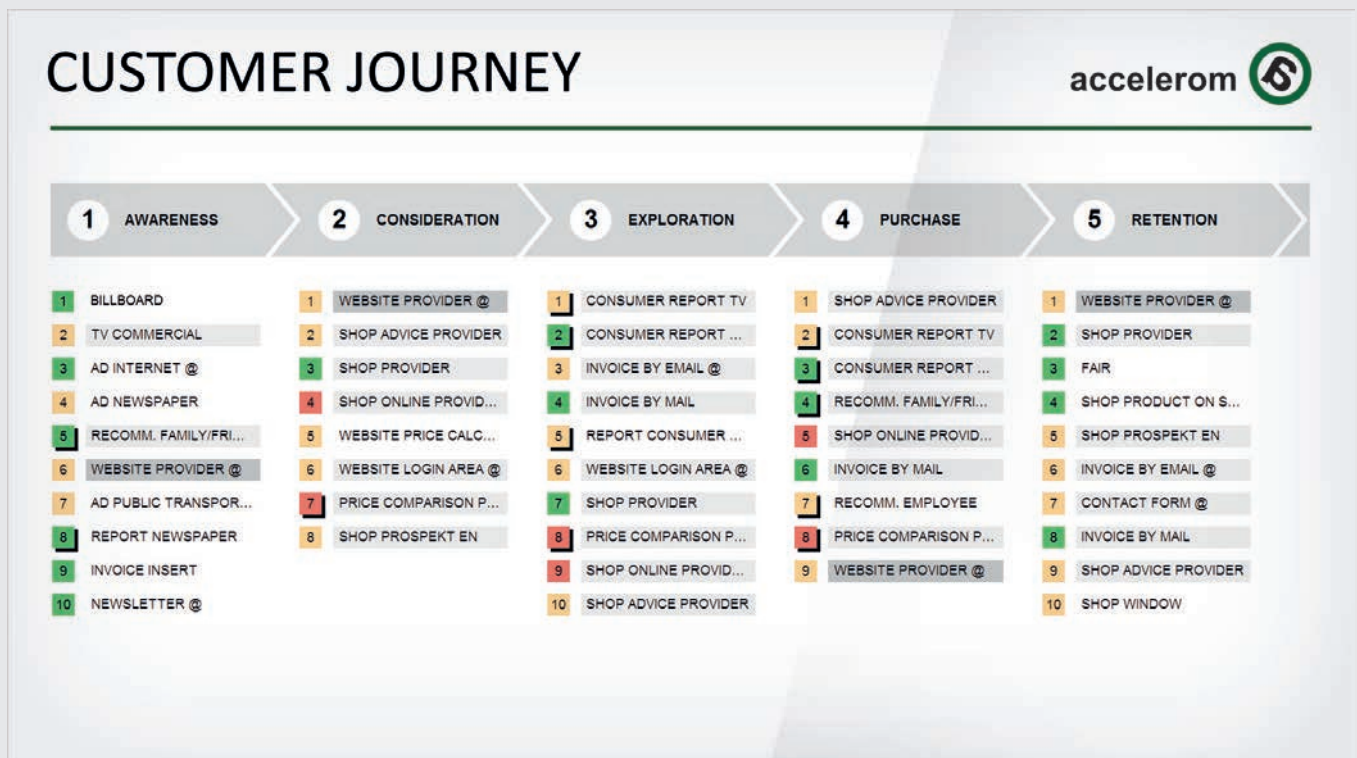 CUSTOMER JOURNEY
accelerom
1 AWARENESS
2 CONSIDERATION
3 EXPLORATION
4 PURCHASE
5 RETENTION
1 BILLBOARD
2 TV COMMERCIAL
3 AD INTERNET @
4 AD NEWSPAPER
5 RECOMM. FAMILY/FRI...
6 WEBSITE PROVIDER @
7 AD PUBLIC TRANSPOR...
8 REPORT NEWSPAPER
9 INVOICE INSERT
10 NEWSLETTER @
1 WEBSITE PROVIDER @
2 SHOP ADVICE PROVIDER
3 SHOP PROVIDER
4 SHOP ONLINE PROVID...
5 WEBSITE PRICE CALC...
6 WEBSITE LOGIN AREA @
7 PRICE COMPARISON P...
8 SHOP PROSPEKT EN
1 CONSUMER REPORT TV
2 CONSUMER REPORT ...
3 INVOICE BY EMAIL @
4 INVOICE BY MAIL
5 REPORT CONSUMER ...
6 WEBSITE LOGIN AREA @
7 SHOP PROVIDER
8 PRICE COMPARISON P...
9 SHOP ONLINE PROVID...
10 SHOP ADVICE PROVIDER
1 SHOP ADVICE PROVIDER
2 CONSUMER REPORT TV
3 CONSUMER REPORT ...
4 RECOMM. FAMILY/FRI...
5 SHOP ONLINE PROVID...
6 INVOICE BY MAIL
7 RECOMM. EMPLOYEE
8 PRICE COMPARISON P...
9 WEBSITE PROVIDER @
1 WEBSITE PROVIDER @
2 SHOP PROVIDER
3 FAIR
4 SHOP PRODUCT ON S...
5 SHOP PROSPEKT EN
6 INVOICE BY EMAIL @
7 CONTACT FORM @
8 INVOICE BY MAIL
9 SHOP ADVICE PROVIDER
10 SHOP WINDOW